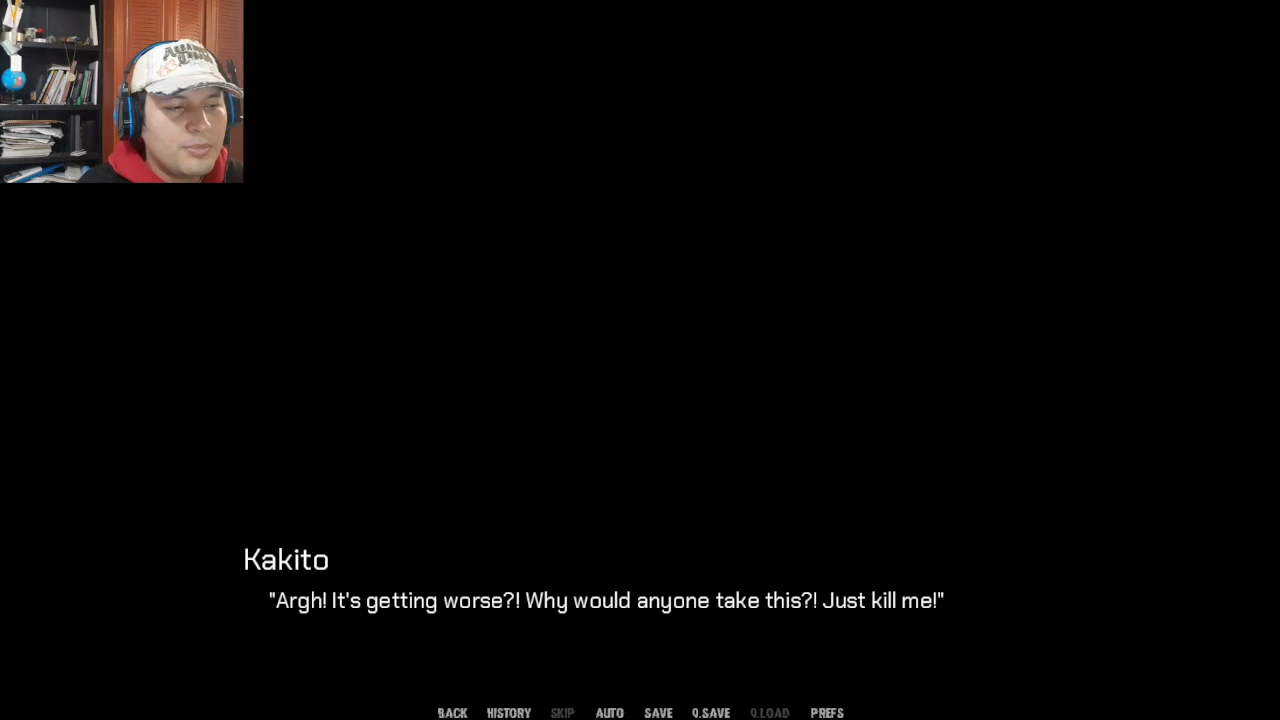 Kakito
"Argh! It's getting worse?! Why would anyone take this?! Just kill me!"
BACK HISTORY SKIP AUTO SAVE Q.SAVE Q.LOAD PREFS